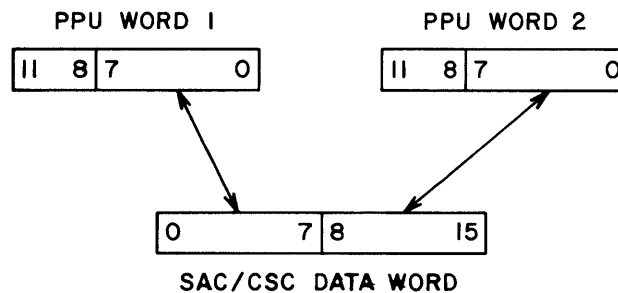 PPU WORD 1 PPU WORD 2
11 8 7 0 11 8 7 0
0 7 8 15
SAC/CSC DATA WORD